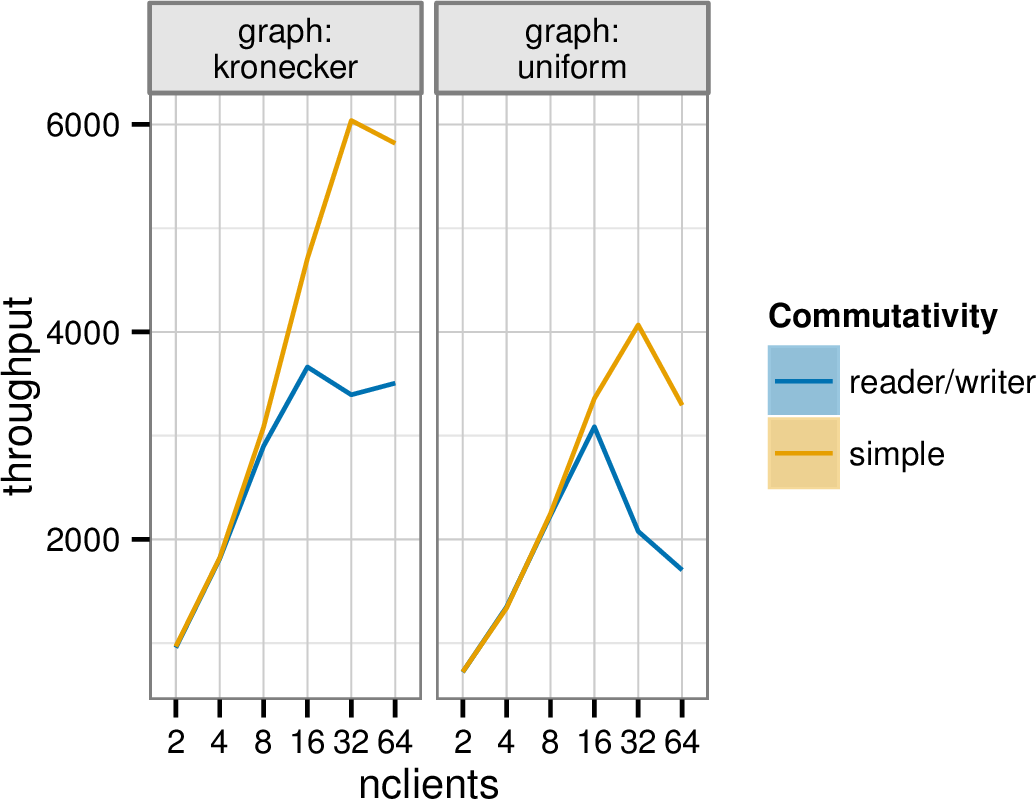 graph:
kronecker
graph:
uniform
6000
4000
2000
throughput
2 4 8 16 32 64
2 4 8 16 32 64
nclients
Commutativity
reader/writer
simple